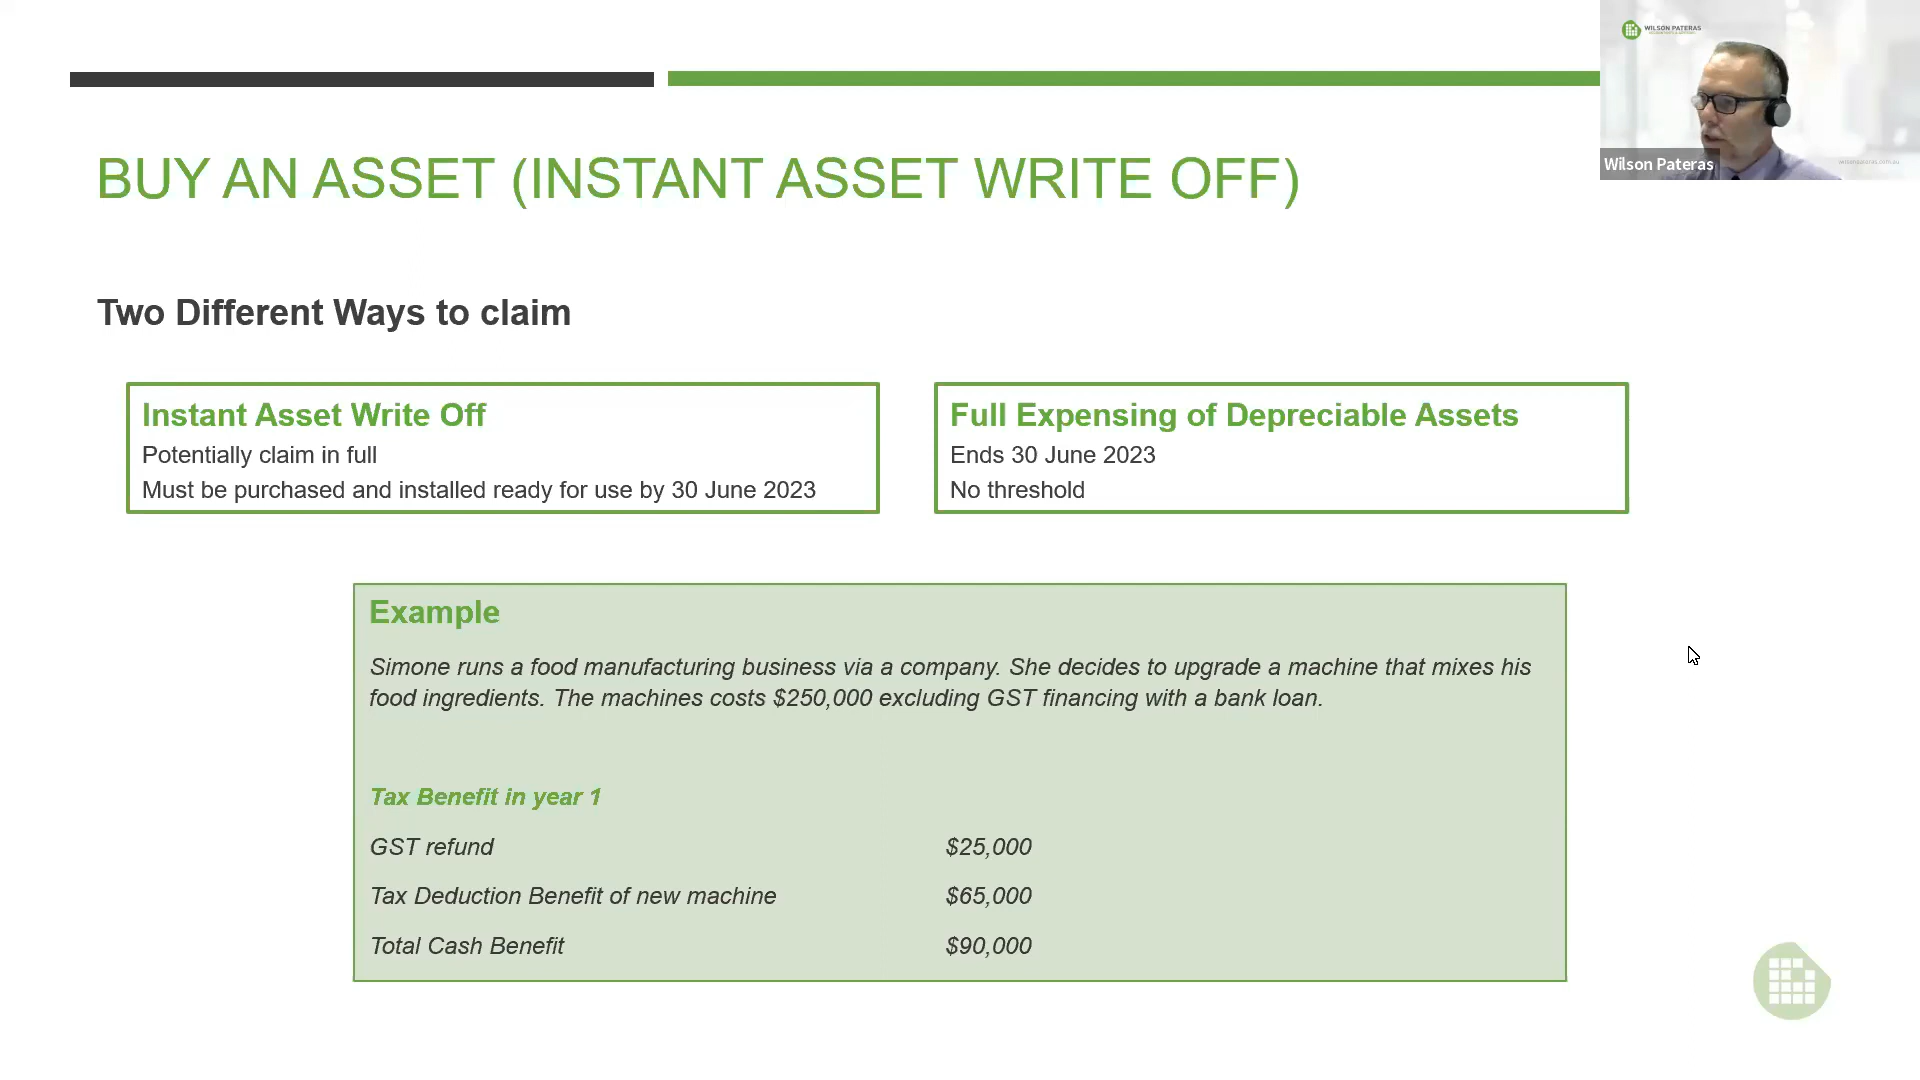 WILSON PATERAS
Wilson Pateras
wilsonpateras.com.au
BUY AN ASSET (INSTANT ASSET WRITE OFF)
Two Different Ways to claim
Instant Asset Write Off
Potentially claim in full
Must be purchased and installed ready for use by 30 June 2023
Full Expensing of Depreciable Assets
Ends 30 June 2023
No threshold
Example
Simone runs a food manufacturing business via a company. She decides to upgrade a machine that mixes his
food ingredients. The machines costs $250,000 excluding GST financing with a bank loan.
Tax Benefit in year 1
GST refund $25,000
Tax Deduction Benefit of new machine $65,000
Total Cash Benefit $90,000